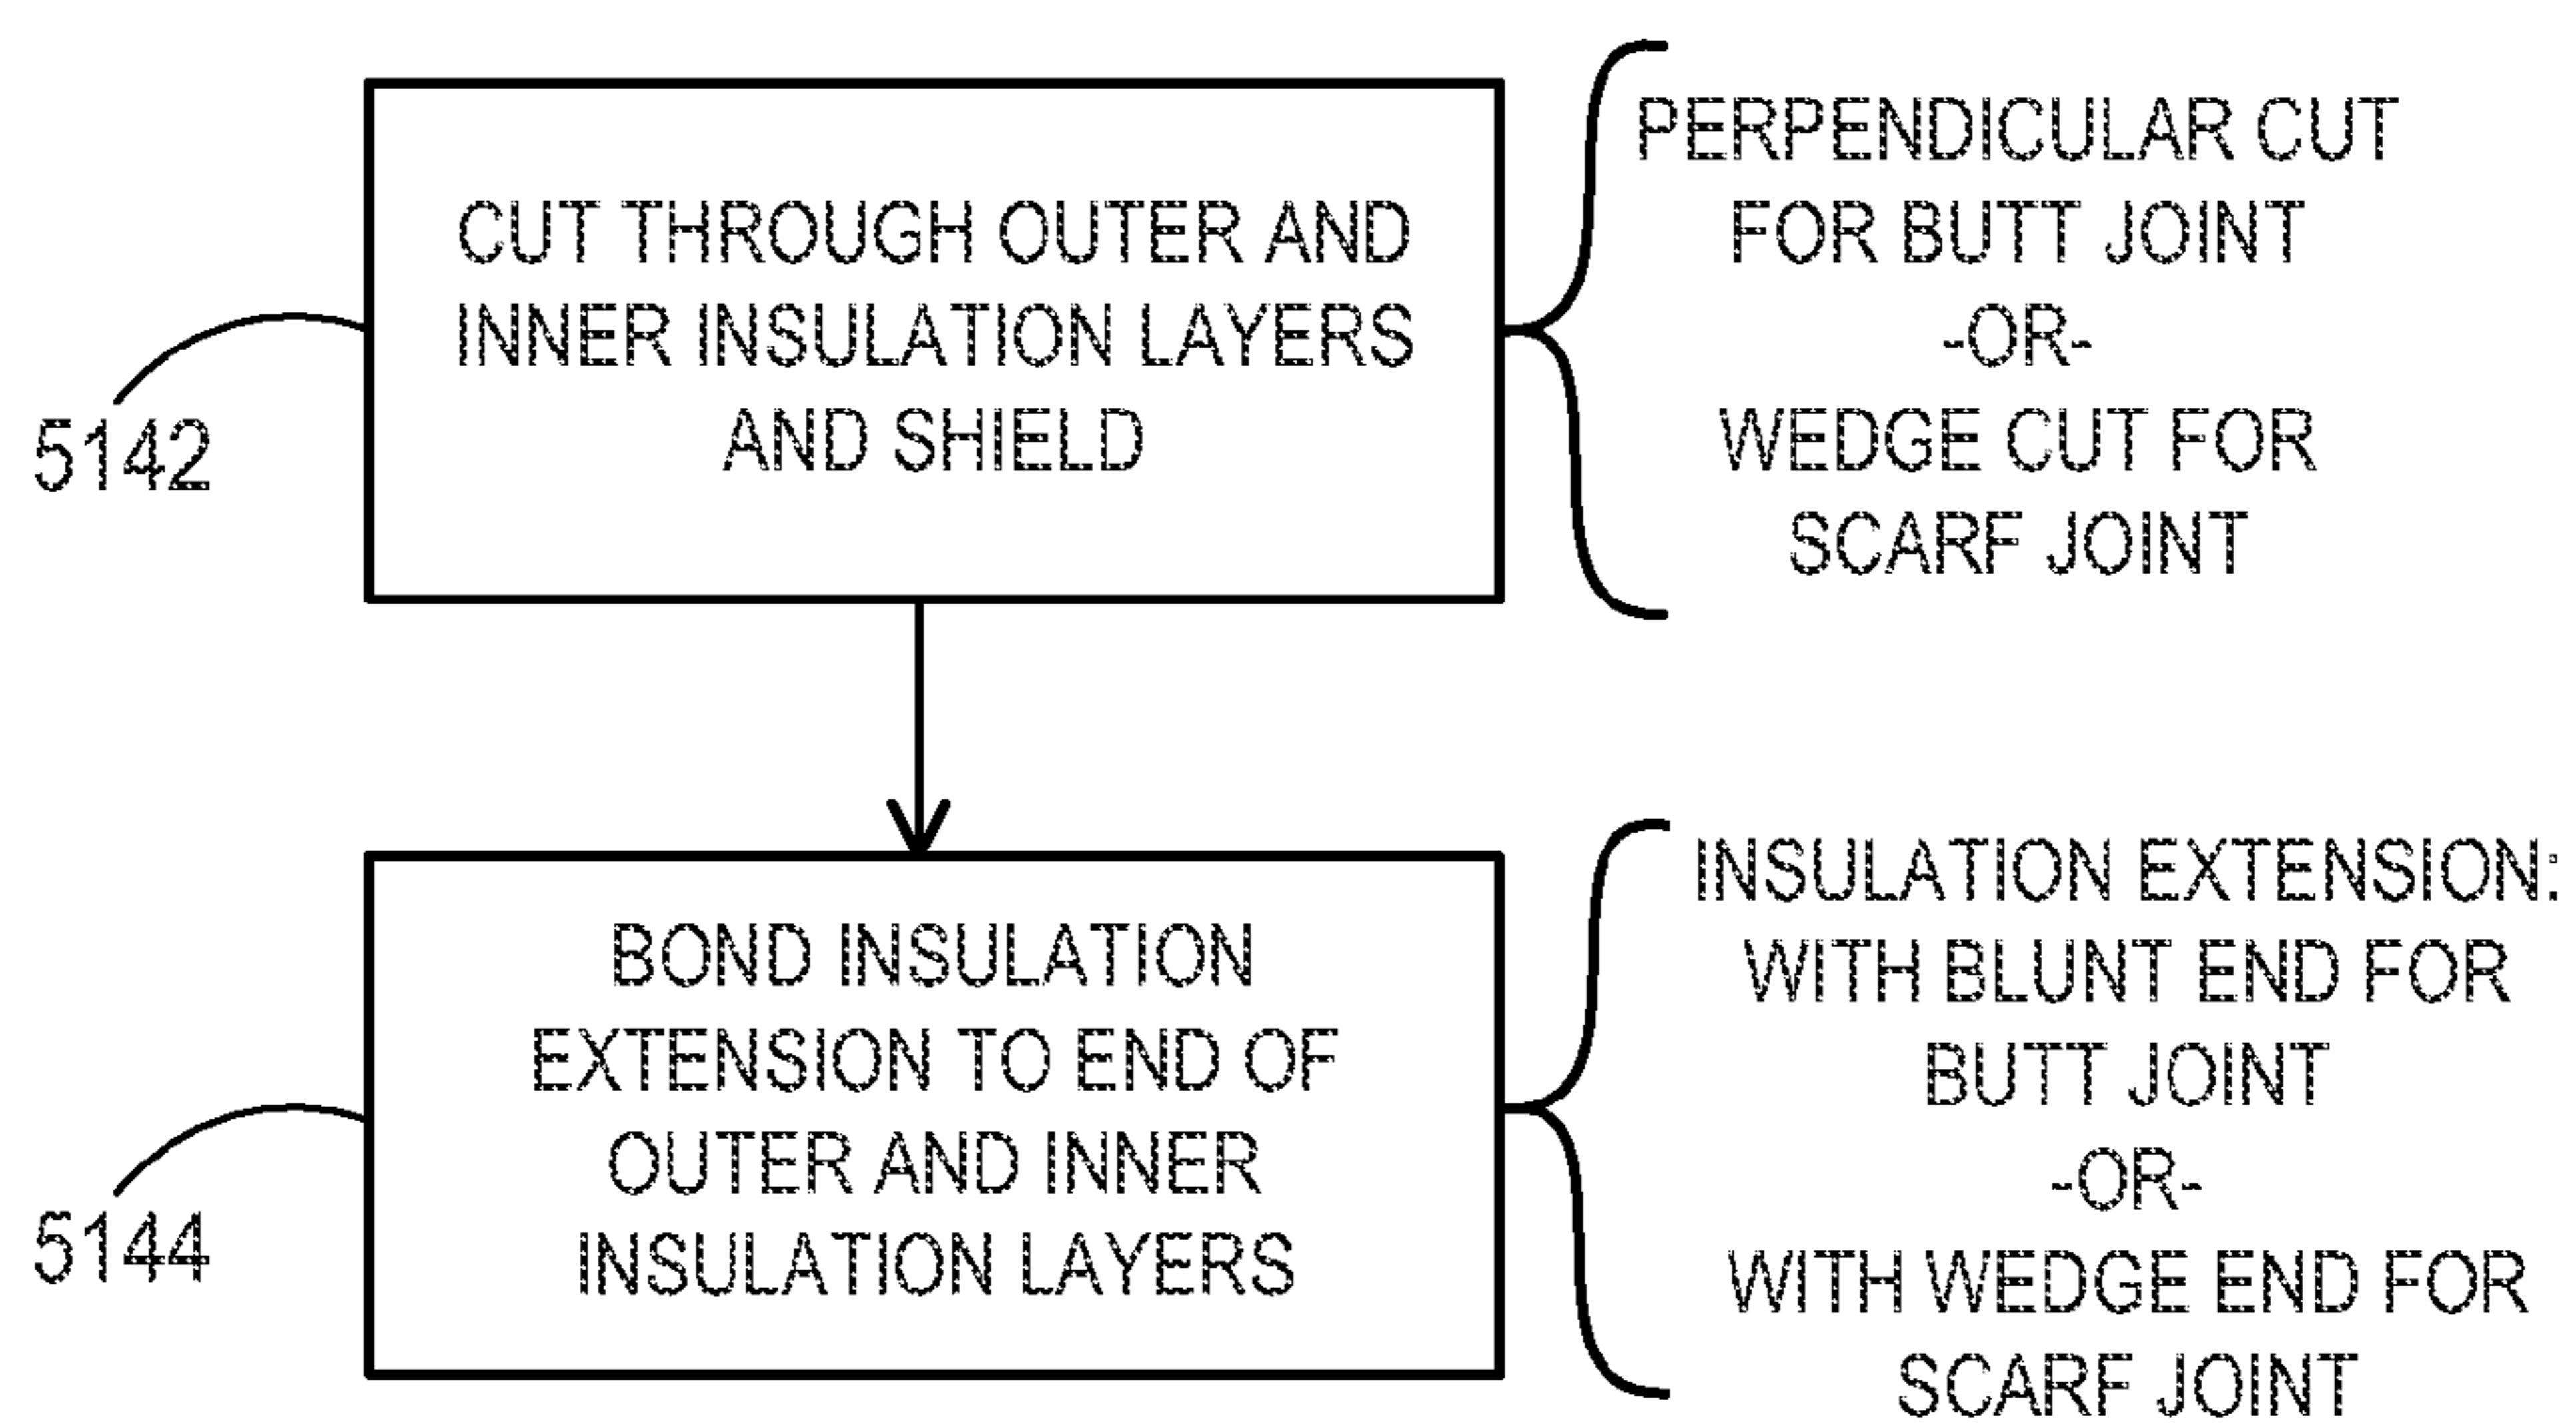 CUT THROUGH OUTER AND
INNER INSULATION LAYERS
AND SHIELD
5142
PERPENDICULAR CUT
FOR BUTT JOINT
-OR-
WEDGE CUT FOR
SCARF JOINT
BOND INSULATION
EXTENSION TO END OF
OUTER AND INNER
INSULATION LAYERS
5144
INSULATION EXTENSION:
WITH BLUNT END FOR
BUTT JOINT
-OR-
WITH WEDGE END FOR
SCARF JOINT